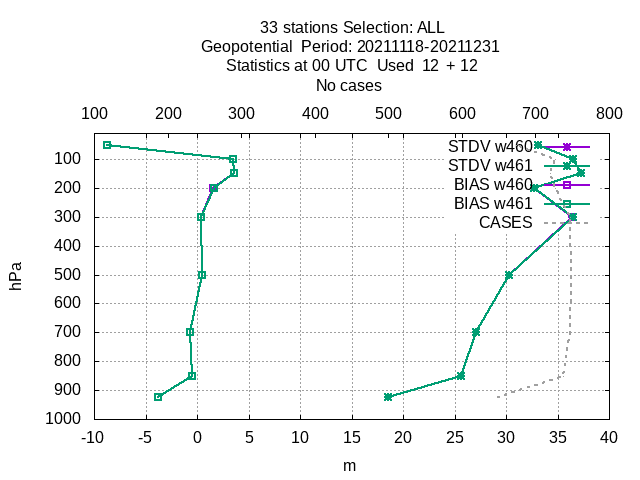 33 stations Selection: ALL
Geopotential Period: 20211118-20211231
Statistics at 00 UTC Used 12 + 12
No cases
100 200 300 400 500 600 700 800
STDV w460
STDV w461
BIAS w460
BIAS w461
CASES
hPa
100
200
300
400
500
600
700
800
900
1000
-10 -5 0 5 10 15 20 25 30 35 40
m